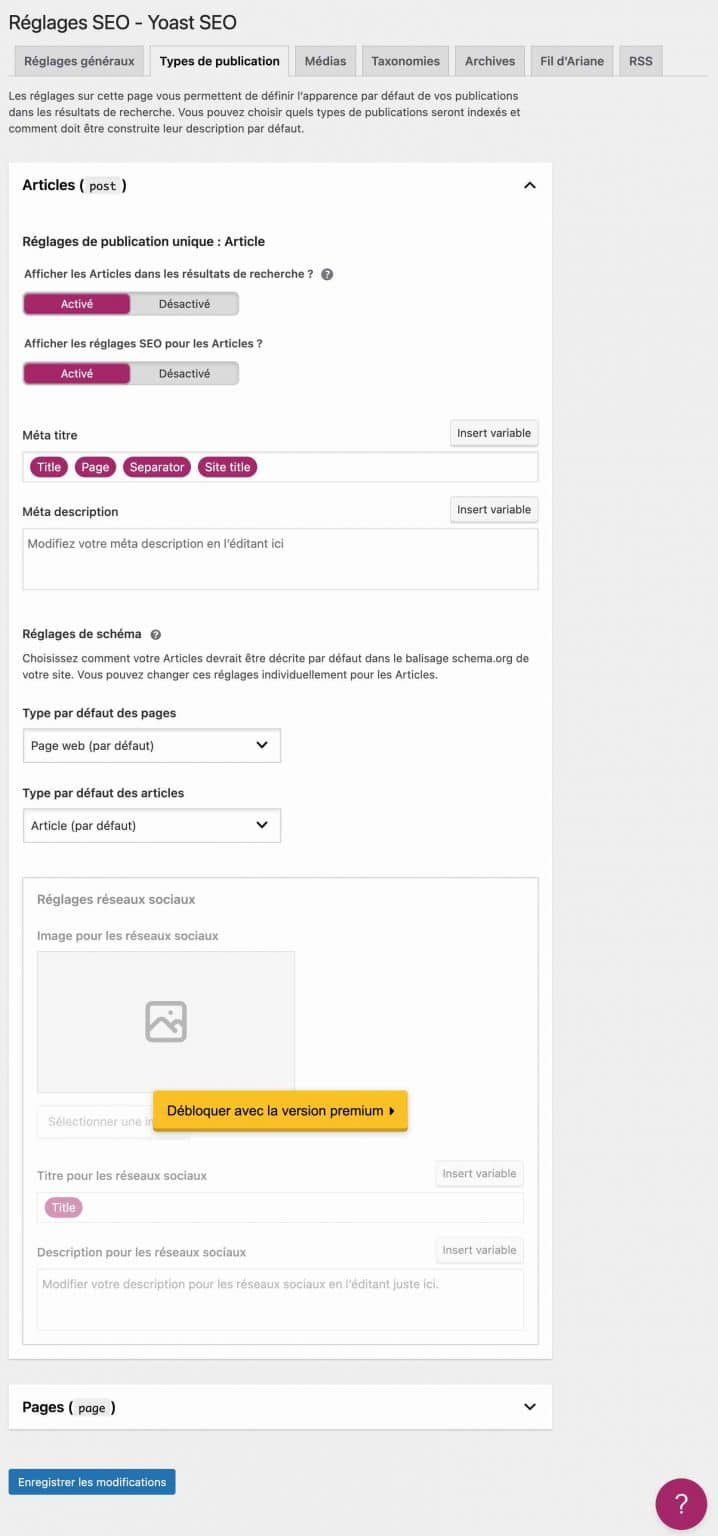 Réglages SEO - Yoast SEO
Réglages généraux Types de publication Médias Taxonomies Archives Fil d'Ariane RSS
Les réglages sur cette page vous permettent de définir l'apparence par défaut de vos publications
dans les résultats de recherche. Vous pouvez choisir quels types de publications seront indexés et
comment doit être construite leur description par défaut.
Articles ( post )
Réglages de publication unique : Article
Afficher les Articles dans les résultats de recherche ? ?
Activé Désactivé
Afficher les réglages SEO pour les Articles ?
Activé Désactivé
Méta titre Insert variable
Title Page Separator Site title
Méta description Insert variable
Modifiez votre méta description en l'éditant ici
Réglages de schéma ?
Choisissez comment votre Articles devrait être décrite par défaut dans le balisage schema.org de
votre site. Vous pouvez changer ces réglages individuellement pour les Articles.
Type par défaut des pages
Page web (par défaut)
Type par défaut des articles
Article (par défaut)
Réglages réseaux sociaux
Image pour les réseaux sociaux
Débloquer avec la version premium
Sélectionner une
Titre pour les réseaux sociaux Insert variable
Title
Description pour les réseaux sociaux Insert variable
Modifier votre description pour les réseaux sociaux en l'éditant juste ici.
Pages ( page )
Enregistrer les modifications
?